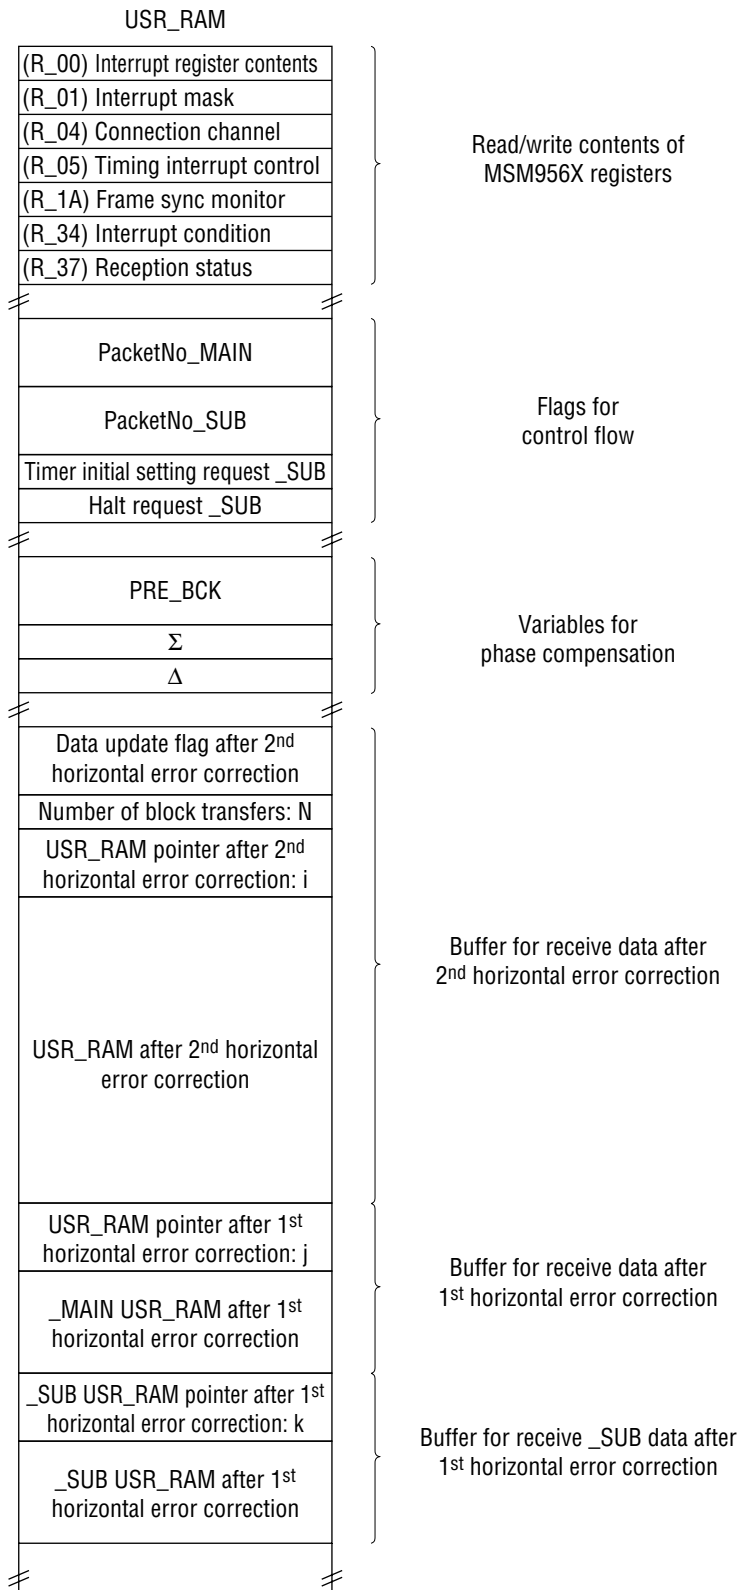 USR_RAM
(R_00) Interrupt register contents
(R_01) Interrupt mask
(R_04) Connection channel
(R_05) Timing interrupt control
(R_1A) Frame sync monitor
(R_34) Interrupt condition
(R_37) Reception status
Read/write contents of
MSM956X registers
PacketNo_MAIN
PacketNo_SUB
Timer initial setting request _SUB
Halt request _SUB
Flags for
control flow
PRE_BCK
Σ
Δ
Variables for
phase compensation
Data update flag after 2nd
horizontal error correction
Number of block transfers: N
USR_RAM pointer after 2nd
horizontal error correction: i
USR_RAM after 2nd horizontal
error correction
Buffer for receive data after
2nd horizontal error correction
USR_RAM pointer after 1st
horizontal error correction: j
_MAIN USR_RAM after 1st
horizontal error correction
Buffer for receive data after
1st horizontal error correction
_SUB USR_RAM pointer after 1st
horizontal error correction: k
_SUB USR_RAM after 1st
horizontal error correction
Buffer for receive _SUB data after
1st horizontal error correction